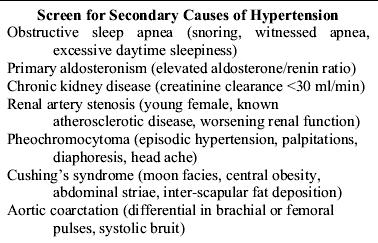 Screen for Secondary Causes of Hypertension
Obstructive sleep apnea (snoring, witnessed apnea,
excessive daytime sleepiness)
Primary aldosteronism (elevated aldosterone/renin ratio)
Chronic kidney disease (creatinine clearance <30 ml/min)
Renal artery stenosis (young female, known
atherosclerotic disease, worsening renal function)
Pheochromocytoma (episodic hypertension, palpitations,
diaphoresis, head ache)
Cushing's syndrome (moon facies, central obesity,
abdominal striae, inter-scapular fat deposition)
Aortic coarctation (differential in brachial or femoral
pulses, systolic bruit)